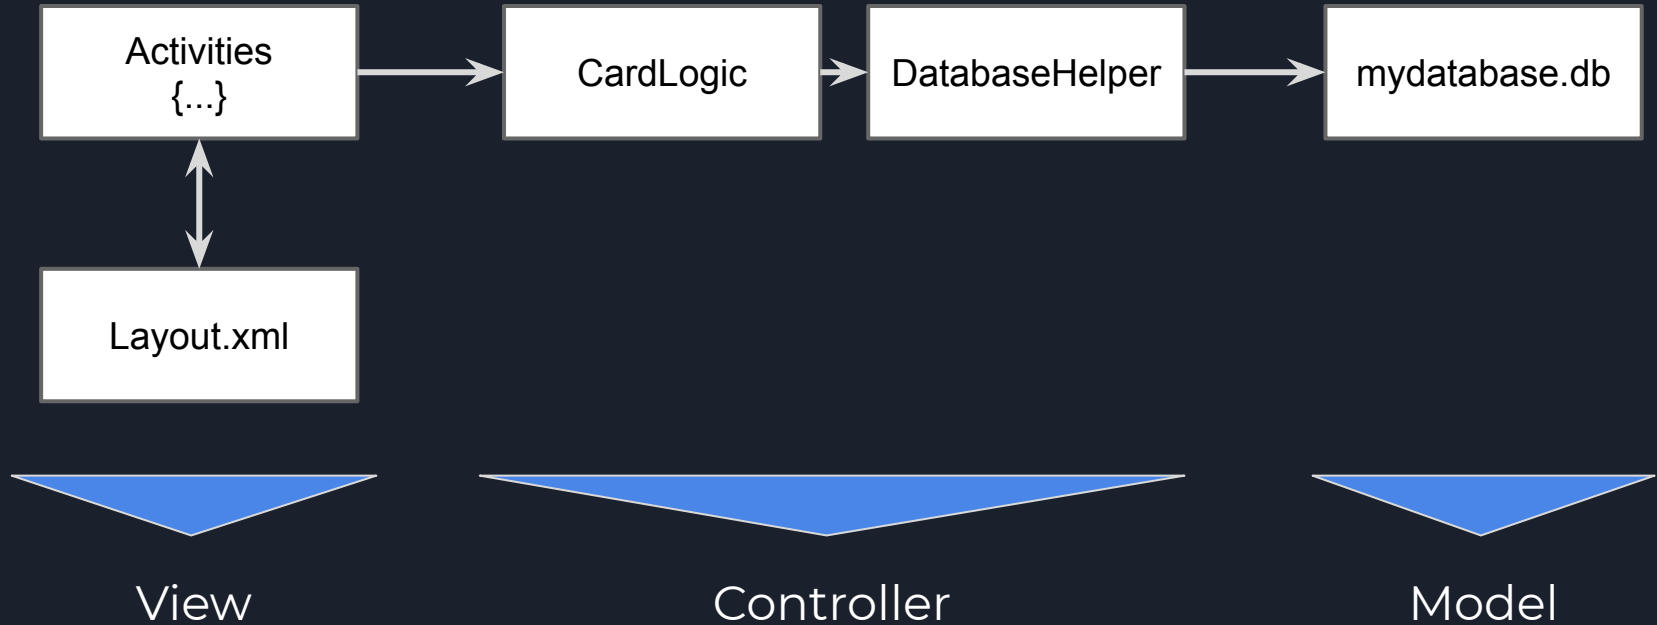 Activities
{...}
CardLogic
DatabaseHelper
mydatabase.db
Layout.xml
View
Controller
Model